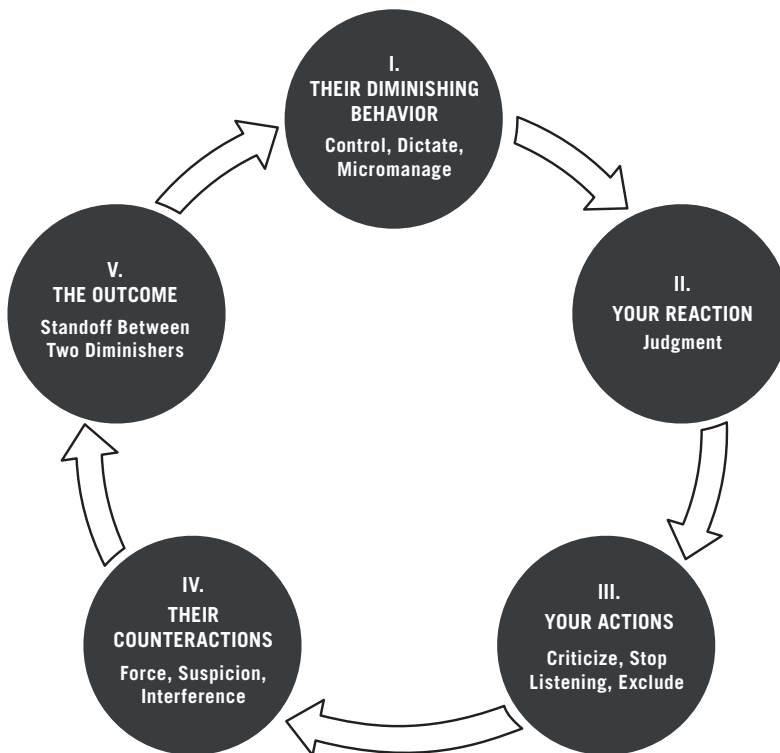 I.
THEIR DIMINISHING
BEHAVIOR
Control, Dictate,
Micromanage
II.
YOUR REACTION
Judgment
III.
YOUR ACTIONS
Criticize, Stop
Listening, Exclude
IV.
THEIR
COUNTERACTIONS
Force, Suspicion,
Interference
V.
THE OUTCOME
Standoff Between
Two Diminishers